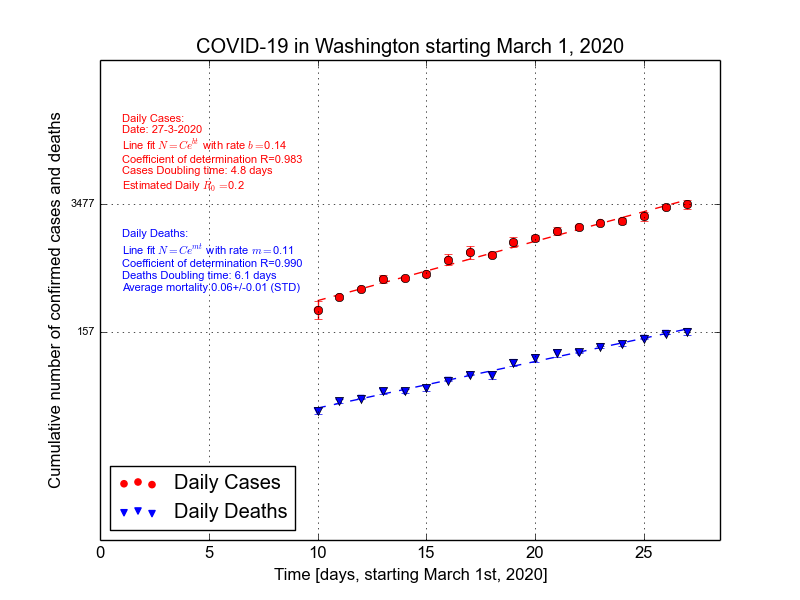 COVID-19 in Washington starting March 1, 2020
Daily Cases:
Date: 27-3-2020
Line fit N=Ce^{bt} with rate b=0.14
Coefficient of determination R=0.983
Cases Doubling time: 4.8 days
Estimated Daily R_0=0.2
3477
Daily Deaths:
Line fit N=Ce^{mt} with rate m=0.11
Coefficient of determination R=0.990
Deaths Doubling time: 6.1 days
Average mortality:0.06+/-0.01 (STD)
157
Cumulative number of confirmed cases and deaths
Daily Cases
Daily Deaths
0 5 10 15 20 25
Time [days, starting March 1st, 2020]